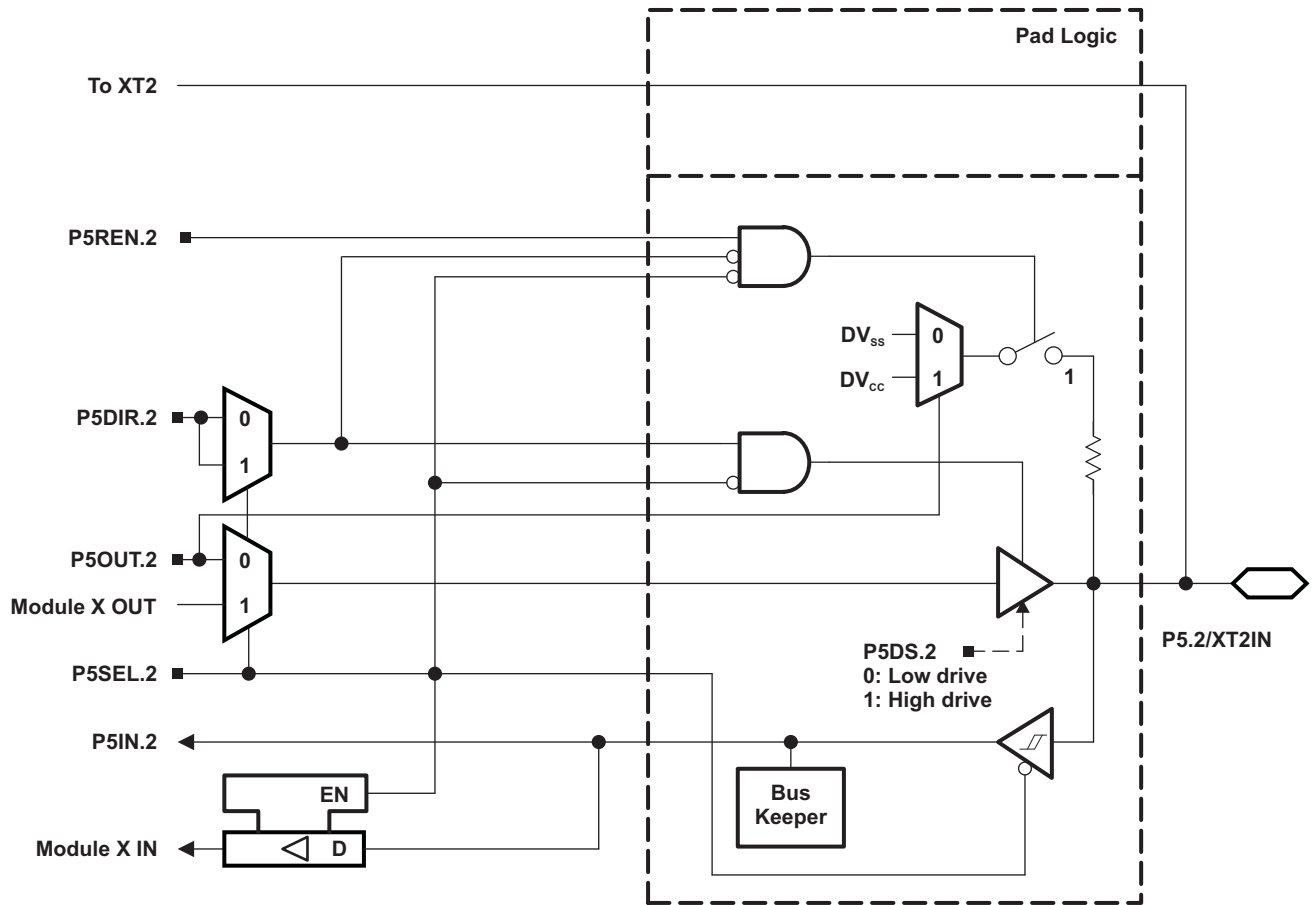 Pad Logic
To XT2
P5REN.2
DVSS
0
DVCC
1
1
P5DIR.2
0
1
P5OUT.2
0
Module X OUT
1
P5.2/XT2IN
P5SEL.2
P5DS.2
0: Low drive
1: High drive
P5IN.2
EN
Bus
Keeper
Module X IN
D